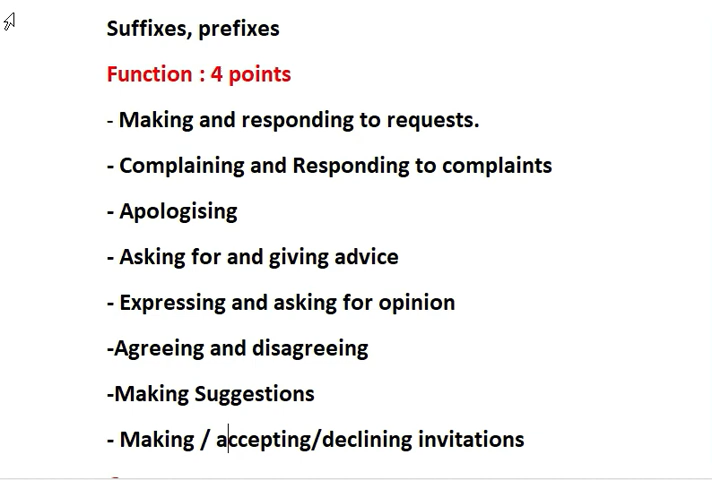 Suffixes, prefixes
Function : 4 points
- Making and responding to requests.
- Complaining and Responding to complaints
- Apologising
- Asking for and giving advice
- Expressing and asking for opinion
-Agreeing and disagreeing
-Making Suggestions
- Making / accepting/declining invitations